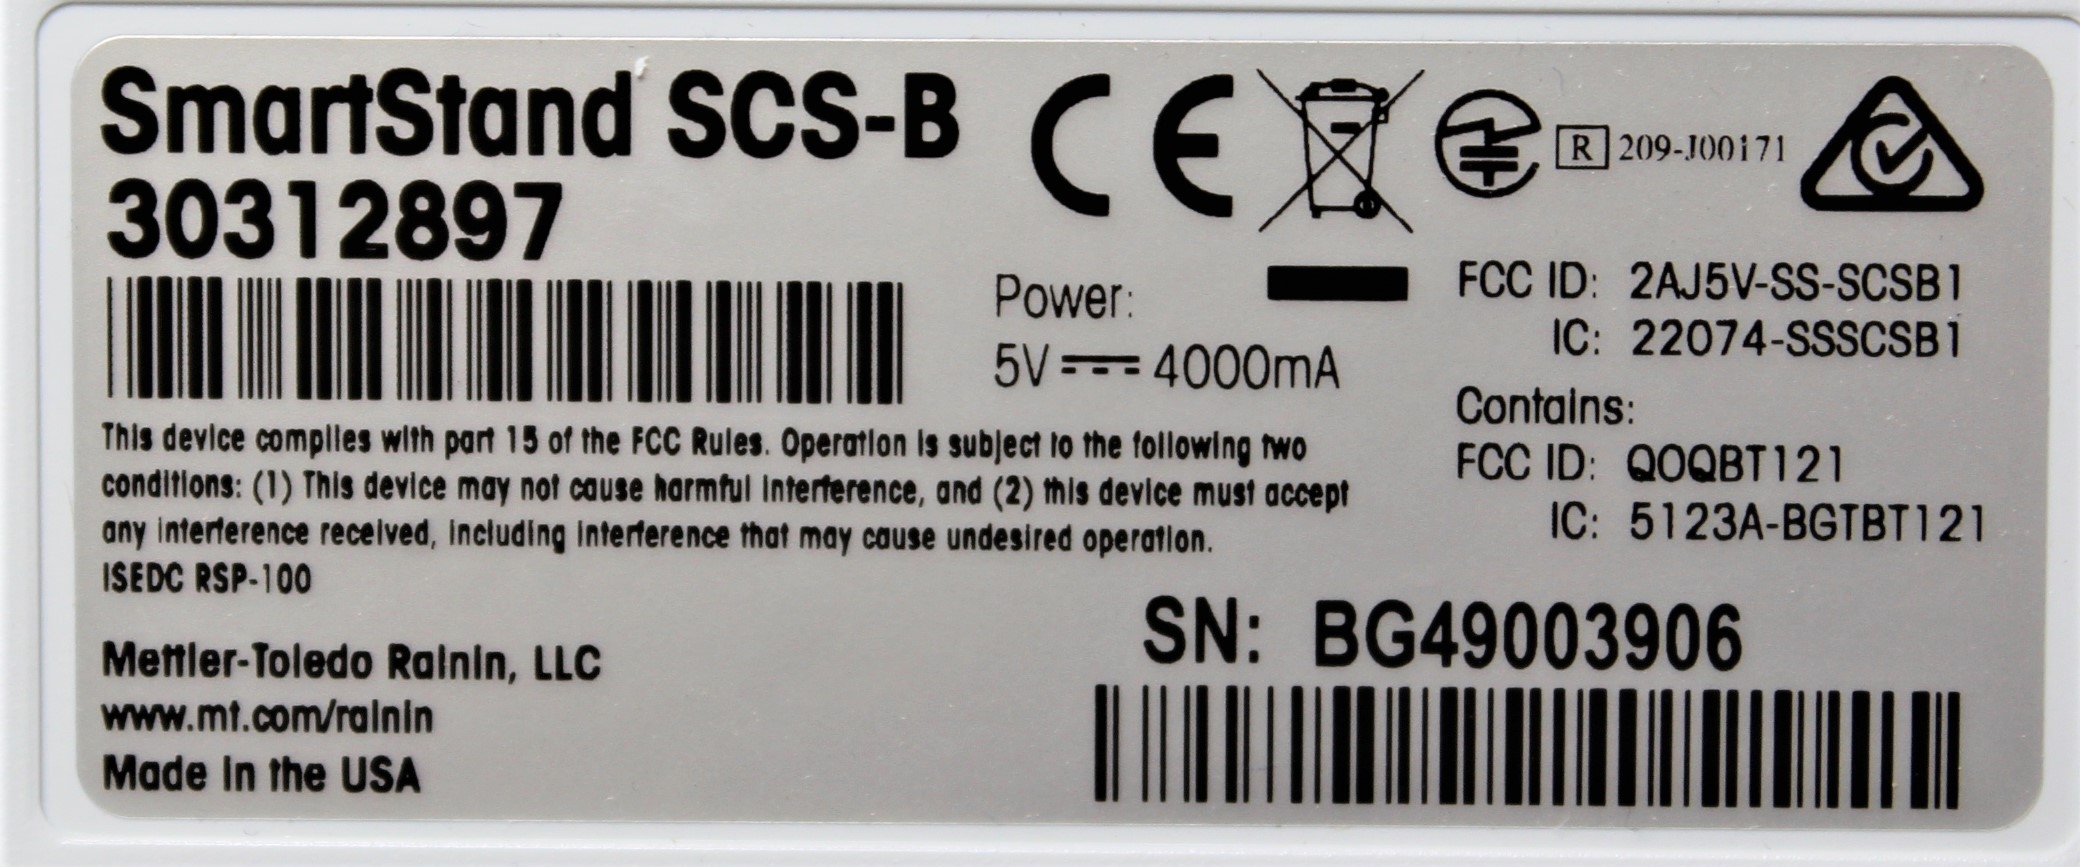 SmartStand SCS-B
30312897
CE
R 209-J00171
Power:
5V 4000mA
FCC ID: 2AJ5V-SS-SCSB1
IC: 22074-SSSCSB1
Contains:
FCC ID: QOQBT121
IC: 5123A-BGTBT121
This device complies with part 15 of the FCC Rules. Operation is subject to the following two
conditions: (1) This device may not cause harmful interference, and (2) this device must accept
any interference received, including interference that may cause undesired operation.
ISEDC RSP-100
Mettler-Toledo Rainin, LLC
www.mt.com/rainin
Made in the USA
SN: BG49003906